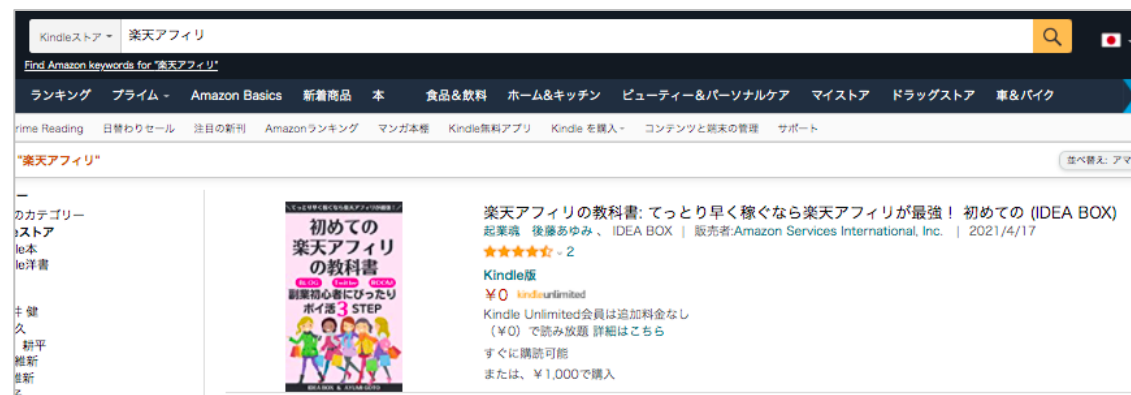 Kindleストア 楽天アフィリ
Find Amazon keywords for "楽天アフィリ"
ランキング プライム Amazon Basics 新着商品 本 食品&飲料 ホーム&キッチン ビューティー&パーソナルケア マイストア ドラッグストア 車&バイク
rime Reading 日替わりセール 注目の新刊 Amazonランキング マンガ本棚 Kindle無料アプリ Kindle を購入 コンテンツと端末の管理 サポート
"楽天アフィリ"
並べ替え: アマ
のカテゴリー
ストア
le本
le洋書
健
久
耕平
維新
維新
\てっとり早く稼ぐなら楽天アフィリが最強!/
初めての
楽天アフィリ
の教科書
BLOG Twitter ROOM
副業初心者にぴったり
ポイ活3 STEP
IDEA BOX & AYUMI GOTO
楽天アフィリの教科書: てっとり早く稼ぐなら楽天アフィリが最強! 初めての (IDEA BOX)
起業魂 後藤あゆみ 、 IDEA BOX | 販売者:Amazon Services International, Inc. | 2021/4/17
2
Kindle版
¥0 kindleunlimited
Kindle Unlimited会員は追加料金なし
(¥0)で読み放題 詳細はこちら
すぐに購読可能
または、¥1,000で購入